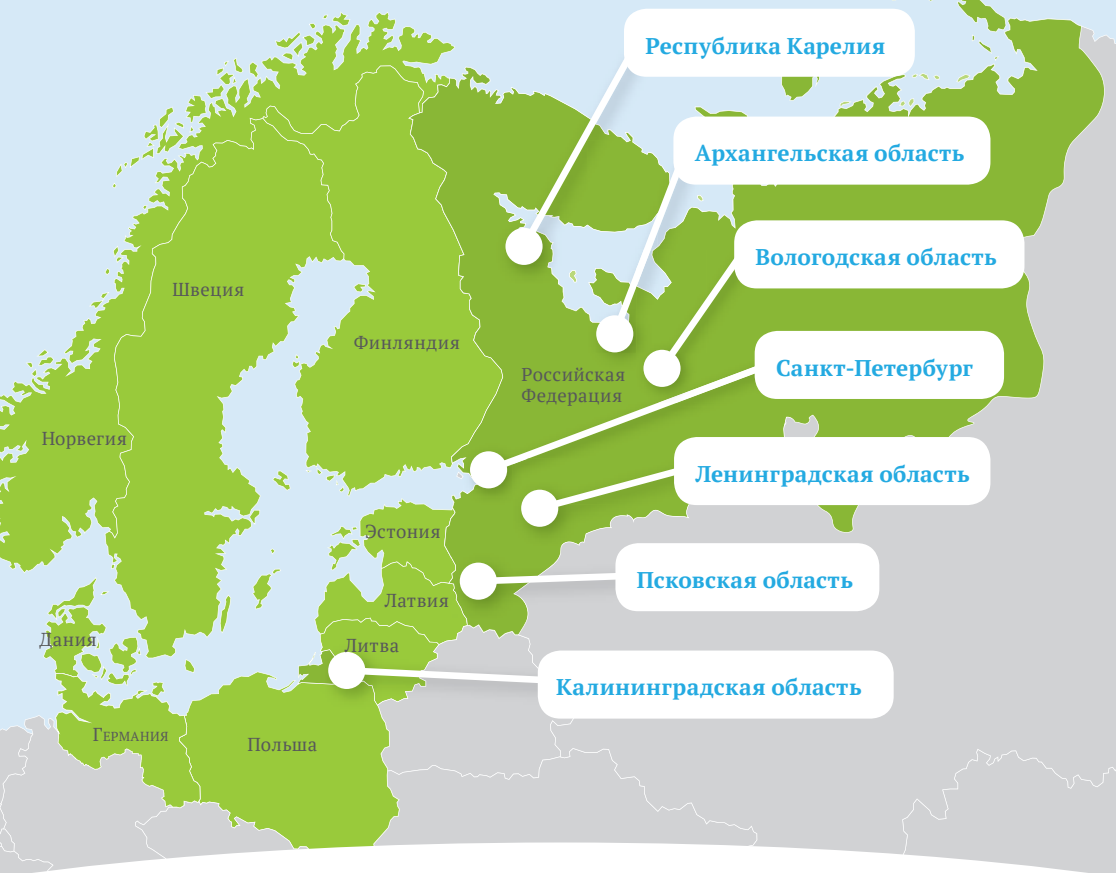 Республика Карелия
Архангельская область
Вологодская область
Швеция
Финляндия
Санкт-Петербург
Российская
Федерация
Норвегия
Ленинградская область
Эстония
Псковская область
Латвия
Дания
Литва
Калининградская область
Германия
Польша